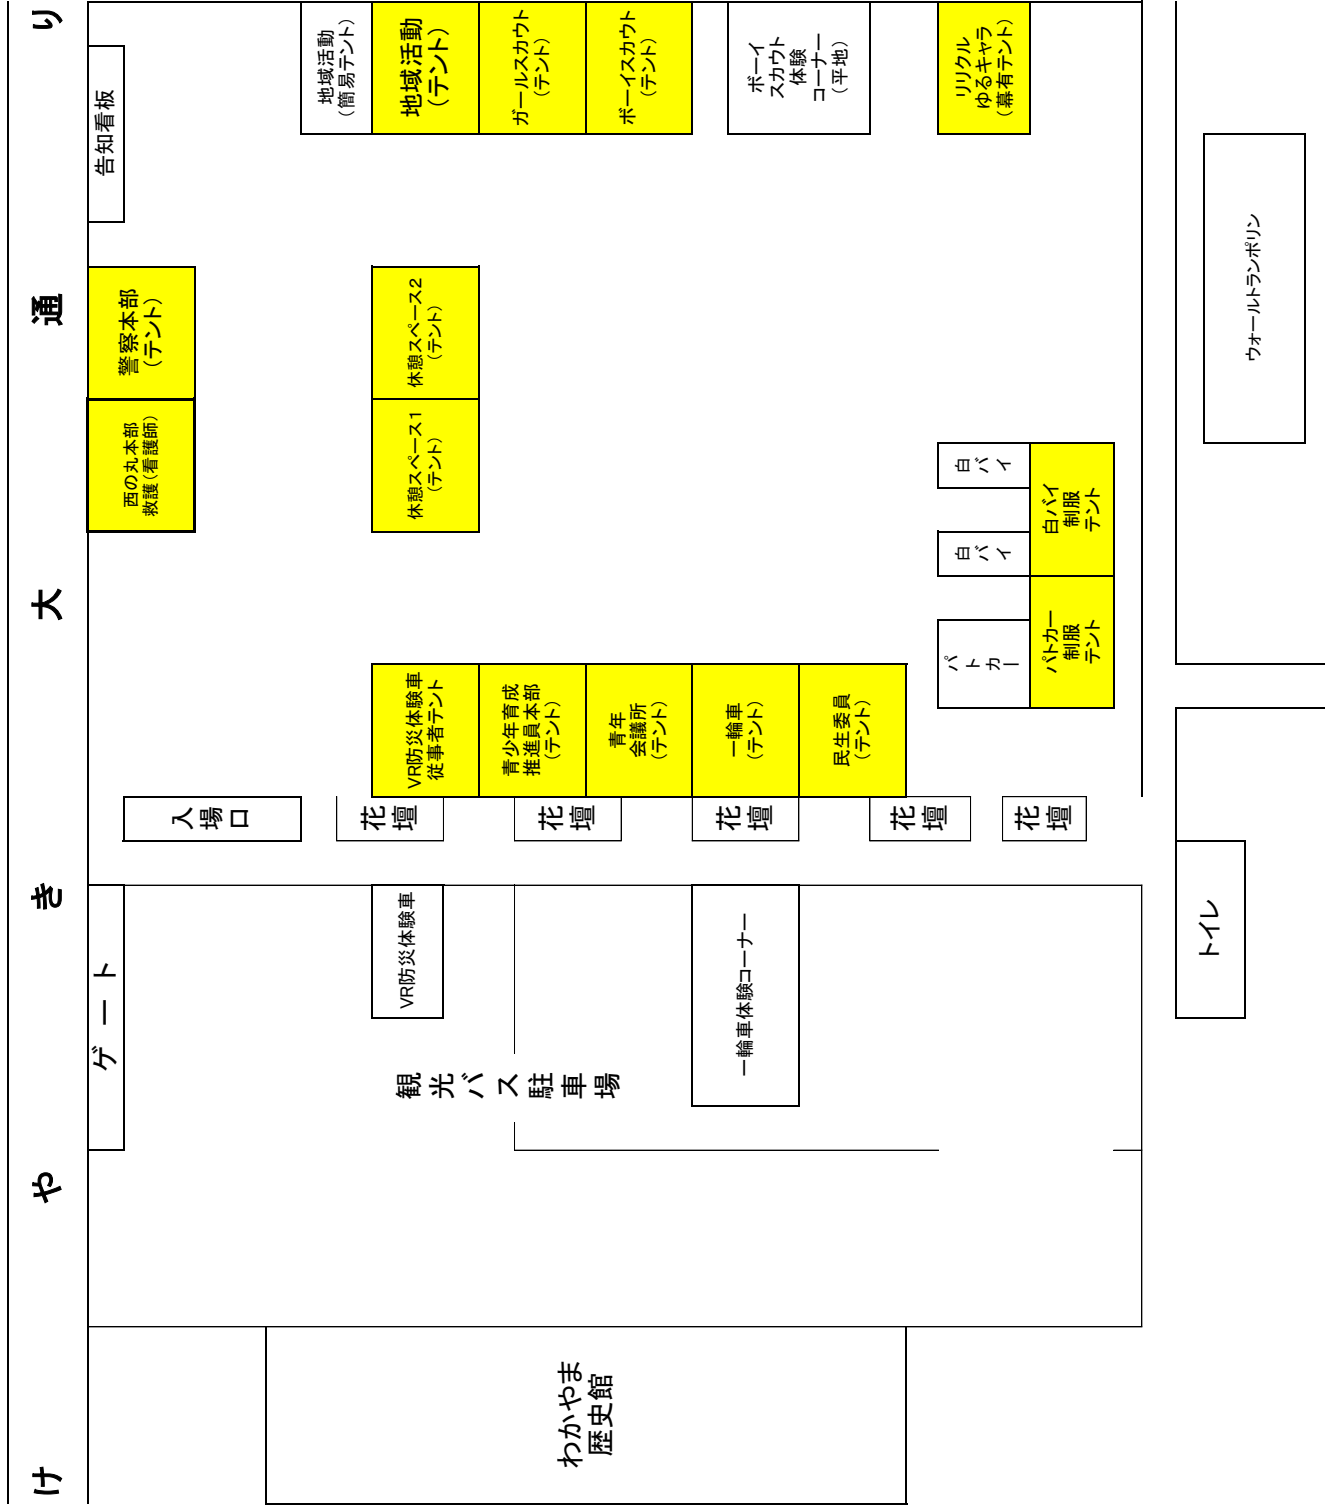 けやき大通り
告知看板
警察本部
（テント）
西の丸本部
救護（看護師）
入場口
ゲート
地域活動
（簡易テント）
地域活動
（テント）
ガールスカウト
（テント）
ボーイスカウト
（テント）
ボーイ
スカウト
体験
コーナー
（平地）
リリクル
ゆるキャラ
（幕有テント）
休憩スペース２
（テント）
休憩スペース１
（テント）
白バイ
白バイ
パトカー
白バイ
制服
テント
パトカー
制服
テント
VR防災体験車
従事者テント
青少年育成
推進員本部
（テント）
青年
会議所
（テント）
一輪車
（テント）
民生委員
（テント）
花壇
花壇
花壇
花壇
花壇
VR防災体験車
一輪車体験コーナー
観光バス駐車場
わかやま
歴史館
ウォールトランポリン
トイレ